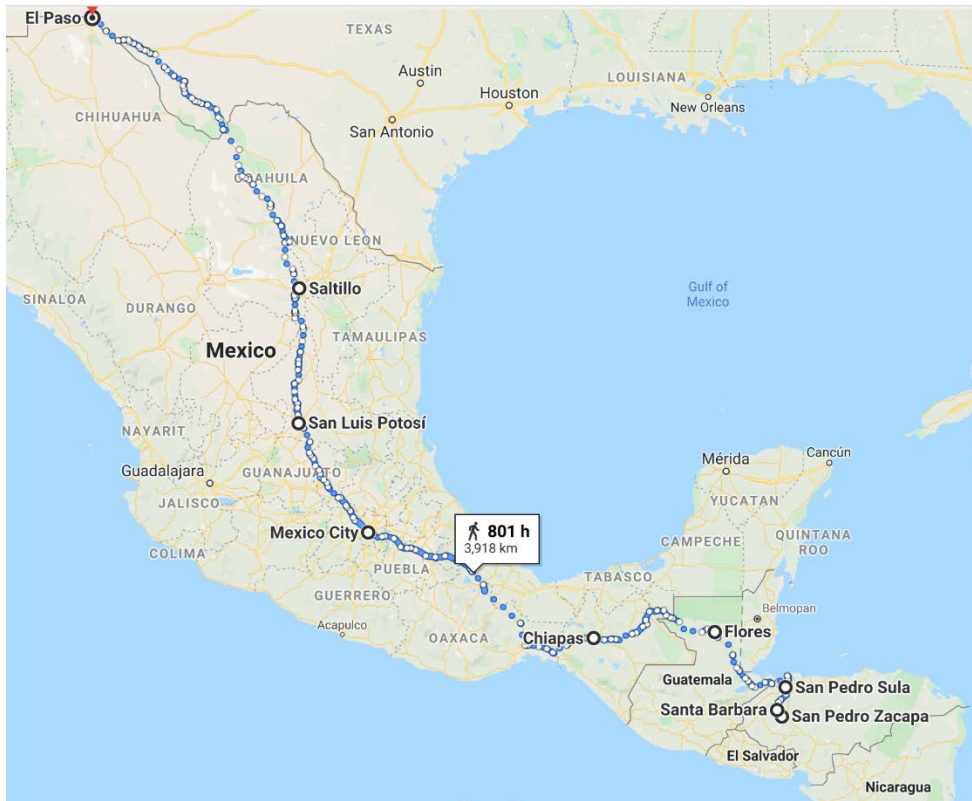 El Paso
TEXAS
Austin
LOUISIANA
Houston
New Orleans
CHIHUAHUA
San Antonio
COAHUILA
NUEVO LEON
Saltillo
Gulf of
Mexico
SINALOA
DURANGO
TAMAULIPAS
Mexico
San Luis Potosí
NAYARIT
Guadalajara
GUANAJUATO
Mérida
Cancún
JALISCO
YUCATAN
Mexico City
801 h
3,918 km
CAMPECHE
QUINTANA
ROO
COLIMA
PUEBLA
TABASCO
GUERRERO
Belmopan
Acapulco
OAXACA
Chiapas
Flores
Guatemala
San Pedro Sula
Santa Barbara
San Pedro Zacapa
El Salvador
Nicaragua